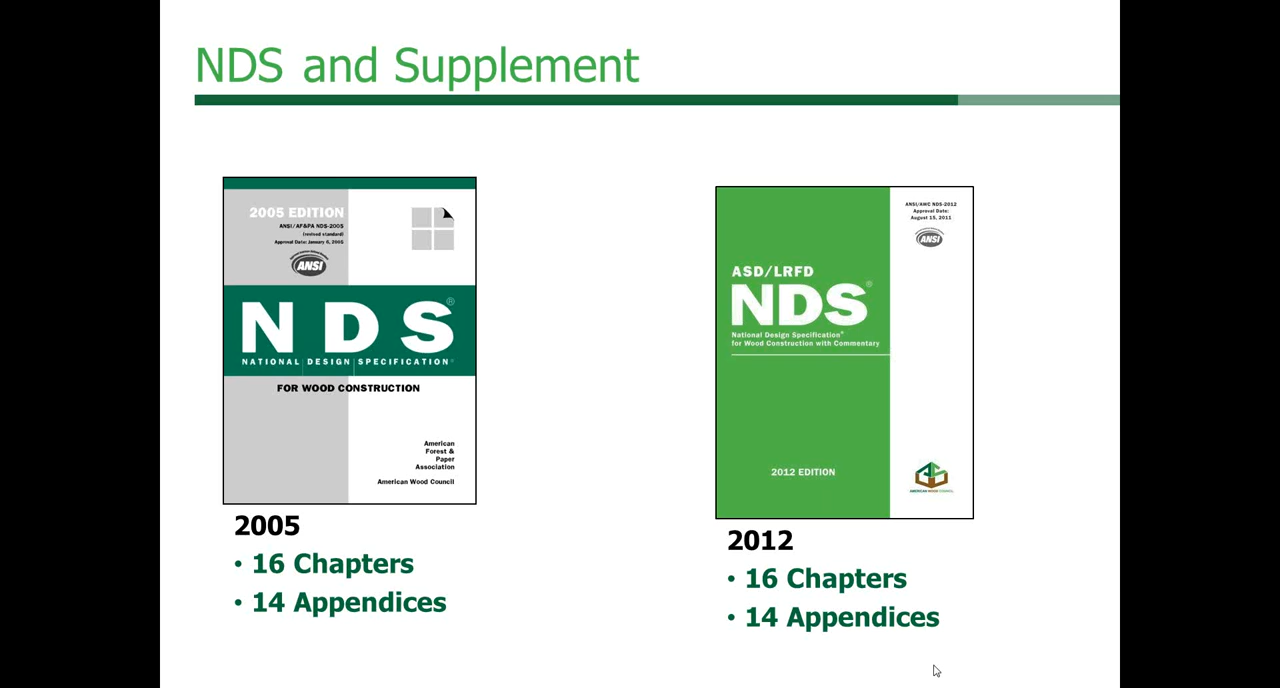 NDS and Supplement
2005 EDITION
ANSI/AF&PA NDS-2005
(revised standard)
Approval Date: January 6, 2005
ANSI
NDS®
NATIONAL DESIGN SPECIFICATION®
FOR WOOD CONSTRUCTION
American
Forest &
Paper
Association
American Wood Council
2005
• 16 Chapters
• 14 Appendices
ANSI/AWC NDS-2012
Approval Date:
August 15, 2011
ANSI
ASD/LRFD
NDS®
National Design Specification®
for Wood Construction with Commentary
2012 EDITION
AMERICAN WOOD COUNCIL
2012
• 16 Chapters
• 14 Appendices